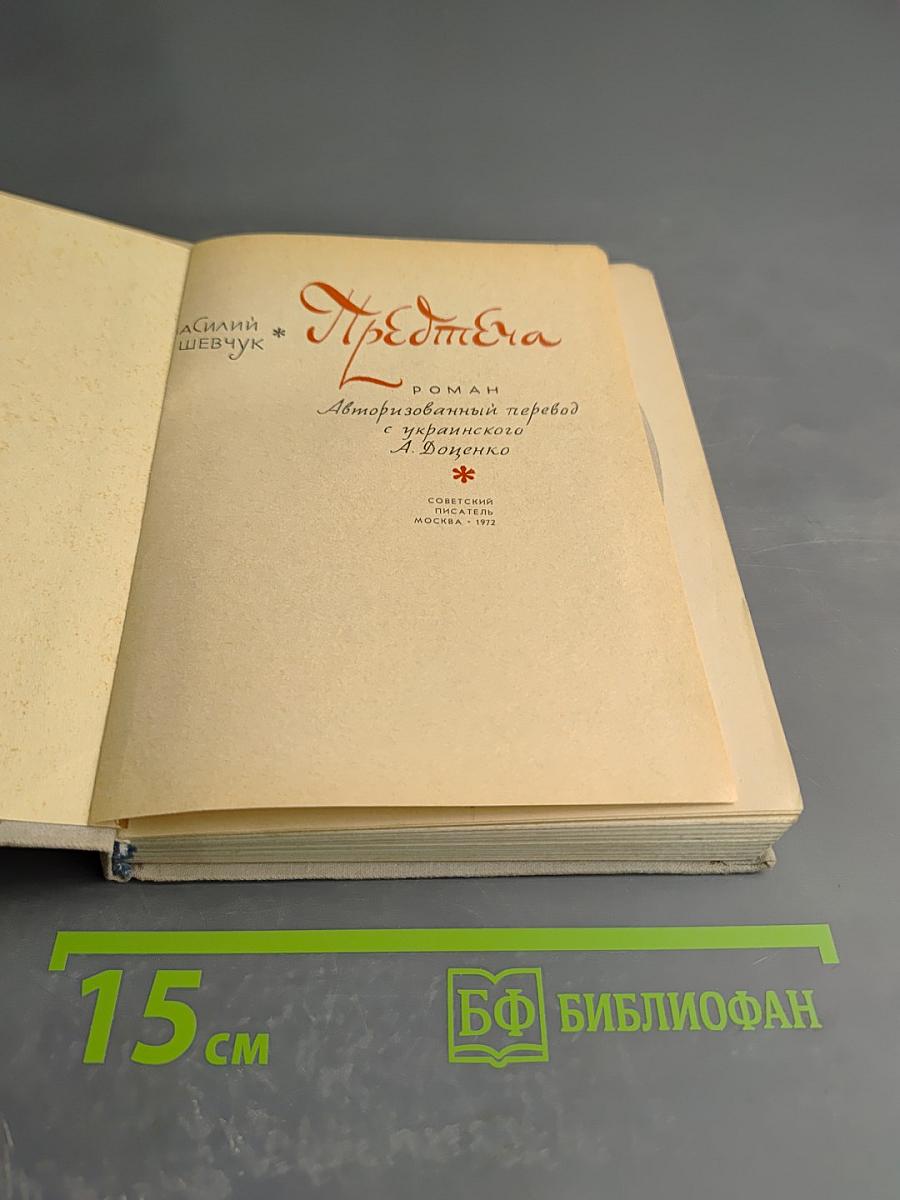 асилий
шевчук
*
Предтеча
РОМАН
Авторизованный перевод
с украинского
А. Доценко
*
СОВЕТСКИЙ
ПИСАТЕЛЬ
МОСКВА • 1972
15 см
БФ БИБЛИОФАН